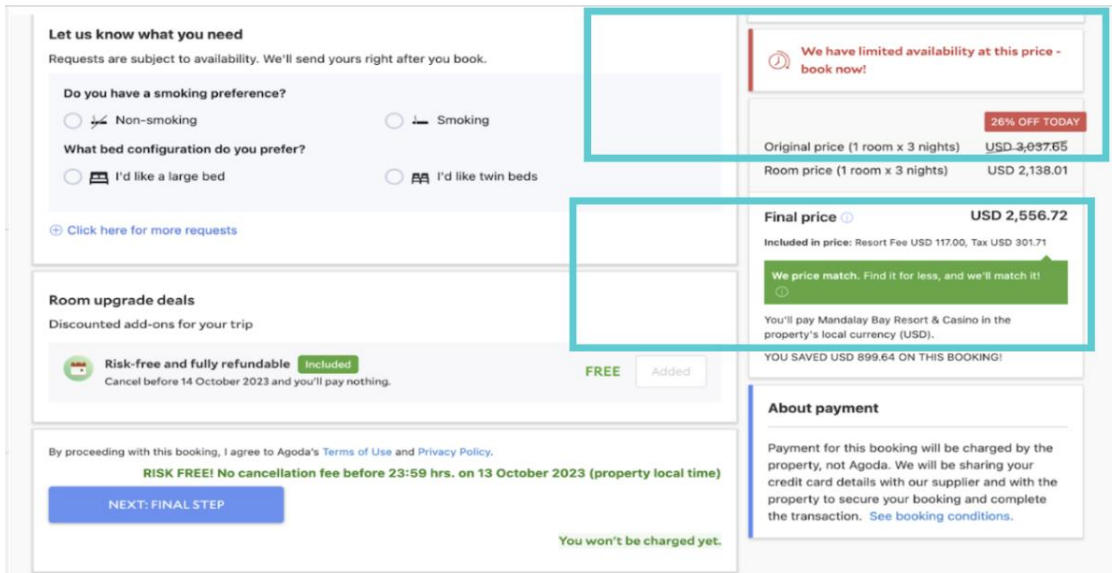 Let us know what you need
Requests are subject to availability. We'll send yours right after you book.
Do you have a smoking preference?
Non-smoking
Smoking
What bed configuration do you prefer?
I'd like a large bed
I'd like twin beds
Click here for more requests
Room upgrade deals
Discounted add-ons for your trip
Risk-free and fully refundable Included
Cancel before 14 October 2023 and you'll pay nothing.
FREE
Added
By proceeding with this booking, I agree to Agoda's Terms of Use and Privacy Policy.
RISK FREE! No cancellation fee before 23:59 hrs. on 13 October 2023 (property local time)
NEXT: FINAL STEP
You won't be charged yet.
We have limited availability at this price -
book now!
26% OFF TODAY
Original price (1 room x 3 nights) USD 3,037.65
Room price (1 room x 3 nights) USD 2,138.01
Final price USD 2,556.72
Included in price: Resort Fee USD 117.00, Tax USD 301.71
We price match. Find it for less, and we'll match it!
You'll pay Mandalay Bay Resort & Casino in the
property's local currency (USD).
YOU SAVED USD 899.64 ON THIS BOOKING!
About payment
Payment for this booking will be charged by the
property, not Agoda. We will be sharing your
credit card details with our supplier and with the
property to secure your booking and complete
the transaction. See booking conditions.